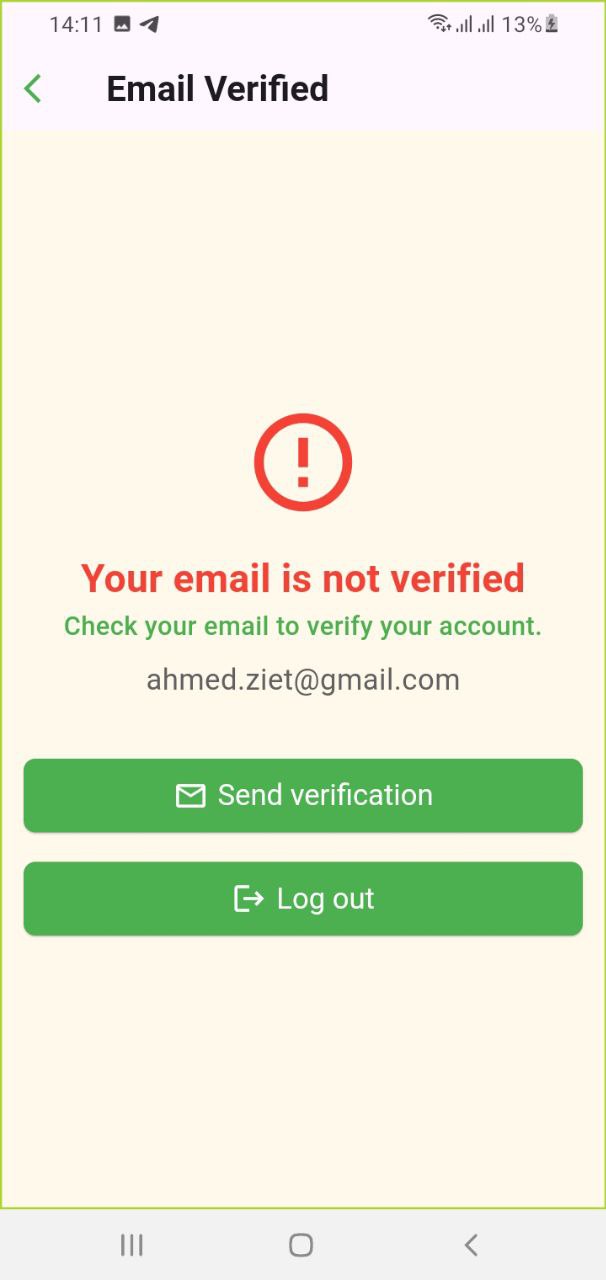 14:11 13%
Email Verified
Your email is not verified
Check your email to verify your account.
ahmed.ziet@gmail.com
Send verification
Log out